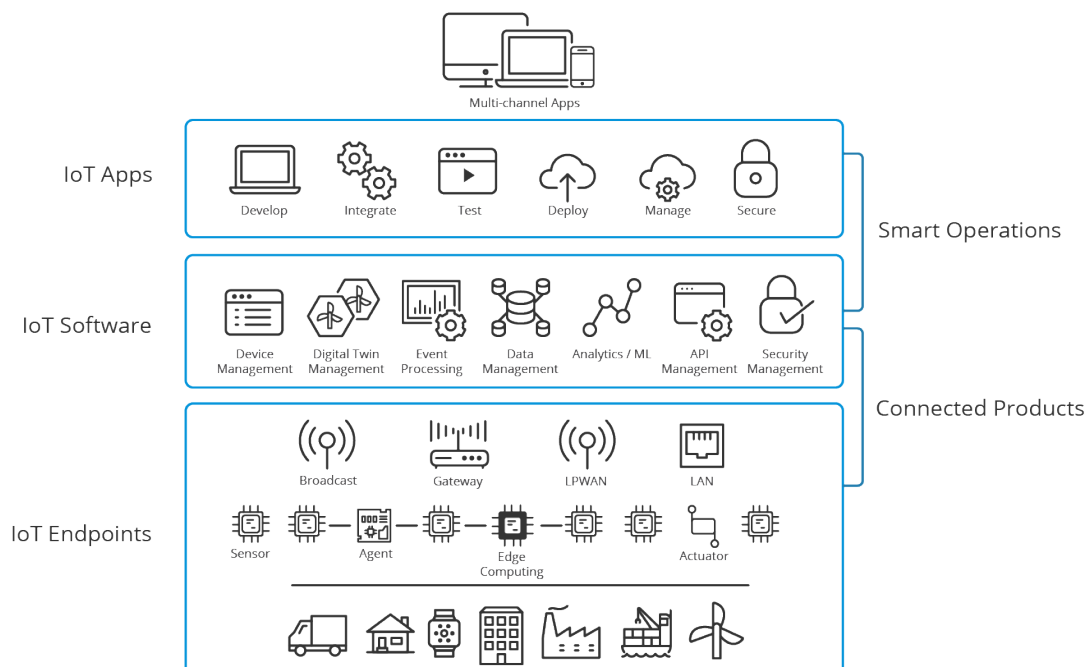 Multi-channel Apps
IoT Apps
Develop
Integrate
Test
Deploy
Manage
Secure
Smart Operations
IoT Software
Device
Management
Digital Twin
Management
Event
Processing
Data
Management
Analytics / ML
API
Management
Security
Management
Connected Products
Broadcast
Gateway
LPWAN
LAN
IoT Endpoints
Sensor
Agent
Edge
Computing
Actuator